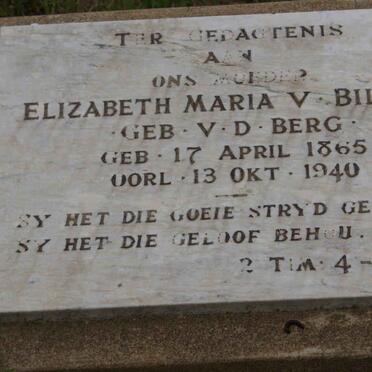 TER GEDAGTENIS
AAN
ONS MOEDER
ELIZABETH MARIA V · BIL
· GEB · V · D · BERG ·
GEB · 17 APRIL 1865
OORL · 13 OKT · 1940
SY HET DIE GOEIE STRYD GE
SY HET DIE GELOOF BEHOU.
2 TIM · 4 -